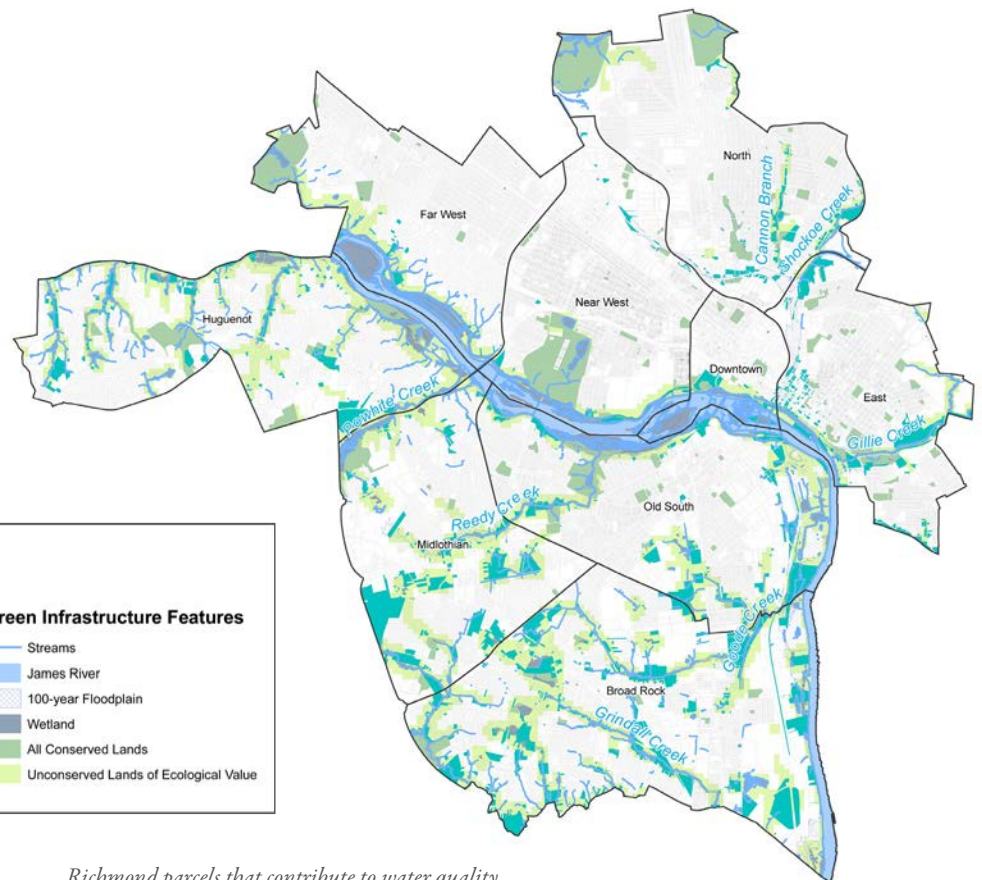 North
Cannon Branch
Shockoe Creek
Far West
Near West
Huguenot
Downtown
East
Powhite Creek
Gillie Creek
Reedy Creek
Old South
Midlothian
Goode Creek
Broad Rock
Grindall Creek
reen Infrastructure Features
Streams
James River
100-year Floodplain
Wetland
All Conserved Lands
Unconserved Lands of Ecological Value
Richmond parcels that contribute to water quality